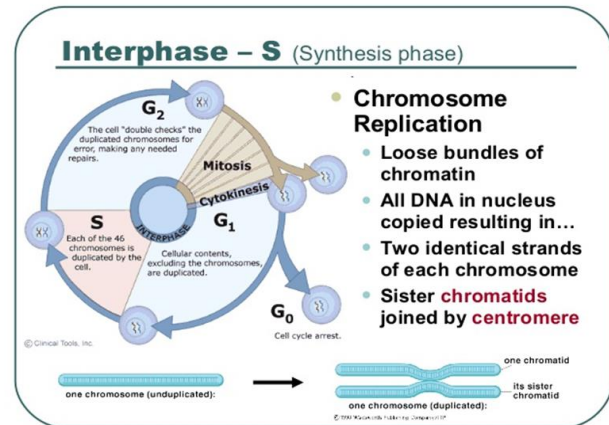 Interphase – S (Synthesis phase)
G2
The cell "double checks" the
duplicated chromosomes for
error, making any needed
repairs.
Mitosis
Cytokinesis
INTERPHASE
S
Each of the 46
chromosomes is
duplicated by the
cell.
G1
Cellular contents,
excluding the chromosomes,
are duplicated.
G0
Cell cycle arrest.
© Clinical Tools, Inc.
Chromosome
Replication
Loose bundles of
chromatin
All DNA in nucleus
copied resulting in…
Two identical strands
of each chromosome
Sister chromatids
joined by centromere
one chromosome (unduplicated):
one chromatid
its sister
chromatid
one chromosome (duplicated):
Publishing Company/ITP